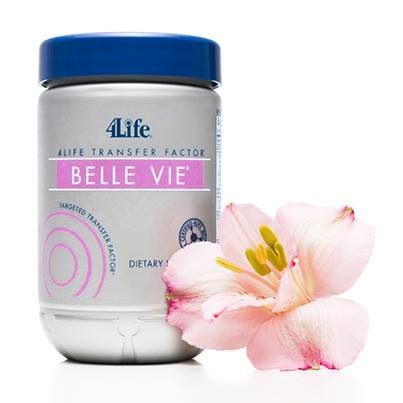 4Life®
4LIFE TRANSFER FACTOR®
BELLE VIE®
TARGETED TRANSFER FACTOR®
DIETARY